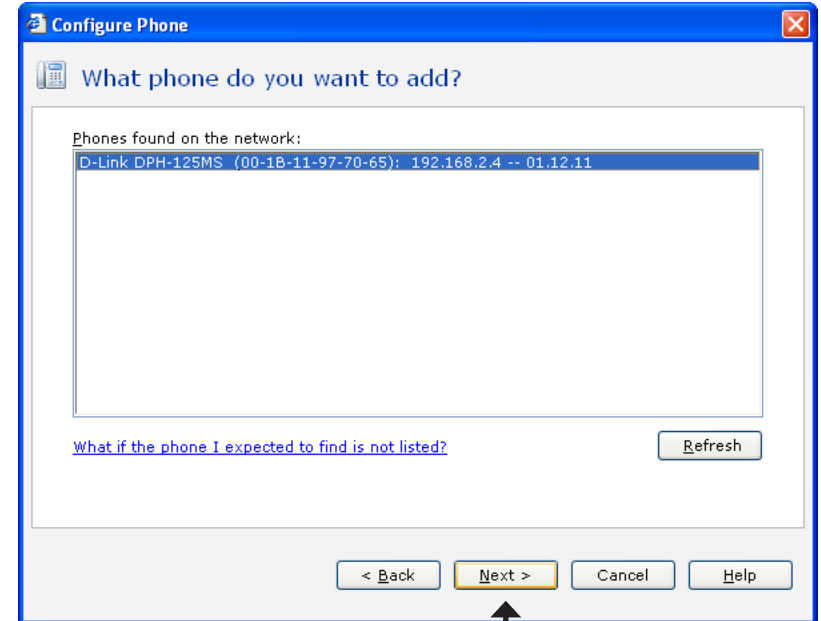 Configure Phone
What phone do you want to add?
Phones found on the network:
D-Link DPH-125MS (00-1B-11-97-70-65): 192.168.2.4 -- 01.12.11
What if the phone I expected to find is not listed?
Refresh
< Back Next > Cancel Help